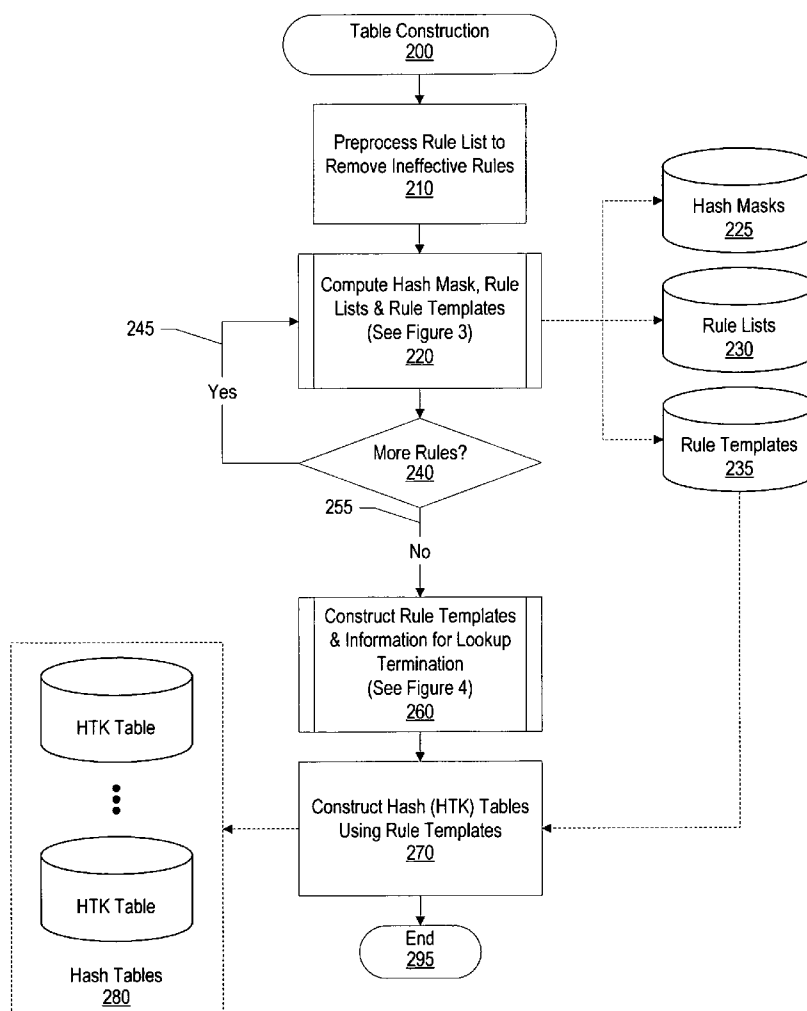 Table Construction
200
Preprocess Rule List to
Remove Ineffective Rules
210
Hash Masks
225
Compute Hash Mask, Rule
Lists & Rule Templates
(See Figure 3)
220
Rule Lists
230
245
Yes
More Rules?
240
Rule Templates
235
255
No
Construct Rule Templates
& Information for Lookup
Termination
(See Figure 4)
260
HTK Table
Construct Hash (HTK) Tables
Using Rule Templates
270
HTK Table
End
295
Hash Tables
280